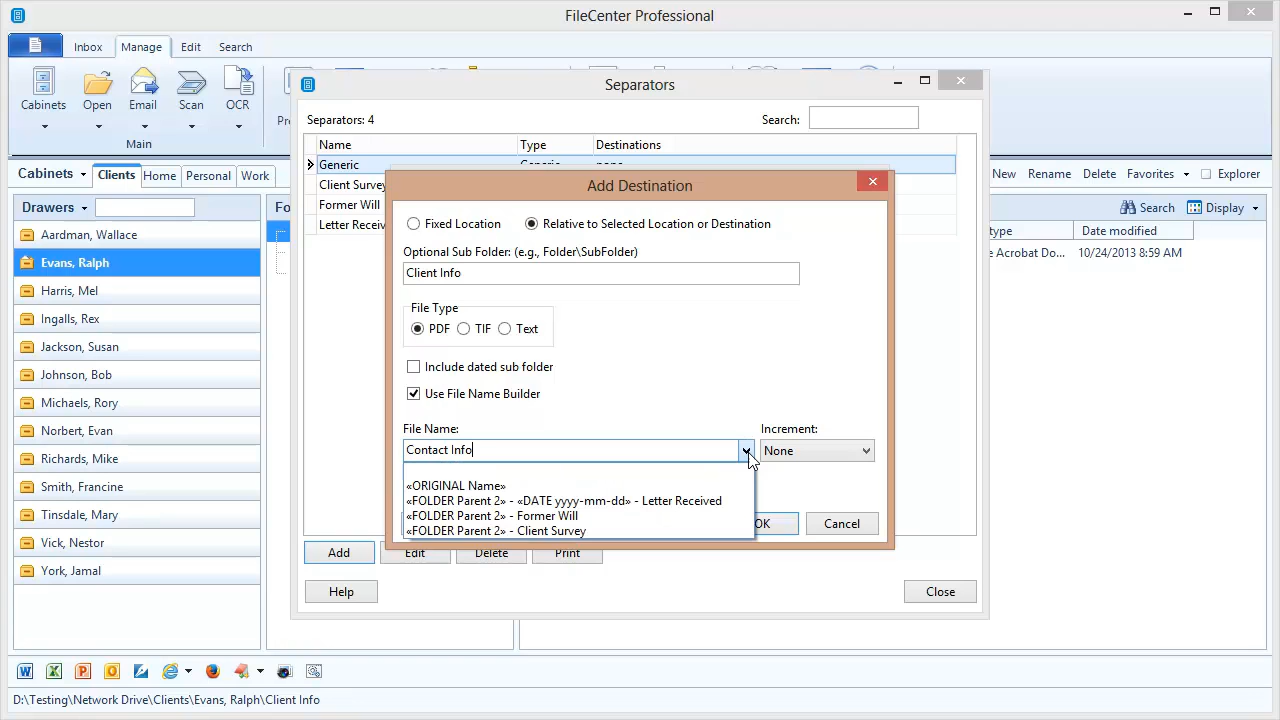 FileCenter Professional
Inbox Manage Edit Search
Cabinets Open Email Scan OCR
Main
Cabinets Clients Home Personal Work
New Rename Delete Favorites Explorer
Drawers
Search Display
Date modified
10/24/2013 8:59 AM
Aardman, Wallace
Evans, Ralph
Harris, Mel
Ingalls, Rex
Jackson, Susan
Johnson, Bob
Michaels, Rory
Norbert, Evan
Richards, Mike
Smith, Francine
Tinsdale, Mary
Vick, Nestor
York, Jamal
Separators
Separators: 4
Search:
Name Type Destinations
Generic Generic none
Client Survey
Former Will
Letter Receiv
Add Destination
Fixed Location Relative to Selected Location or Destination
Optional Sub Folder: (e.g., Folder\SubFolder)
Client Info
File Type
PDF TIF Text
Include dated sub folder
Use File Name Builder
File Name: Increment:
Contact Info None
«ORIGINAL Name»
«FOLDER Parent 2» - «DATE yyyy-mm-dd» - Letter Received
«FOLDER Parent 2» - Former Will
«FOLDER Parent 2» - Client Survey
OK Cancel
Add Edit Delete Print
Help Close
D:\Testing\Network Drive\Clients\Evans, Ralph\Client Info